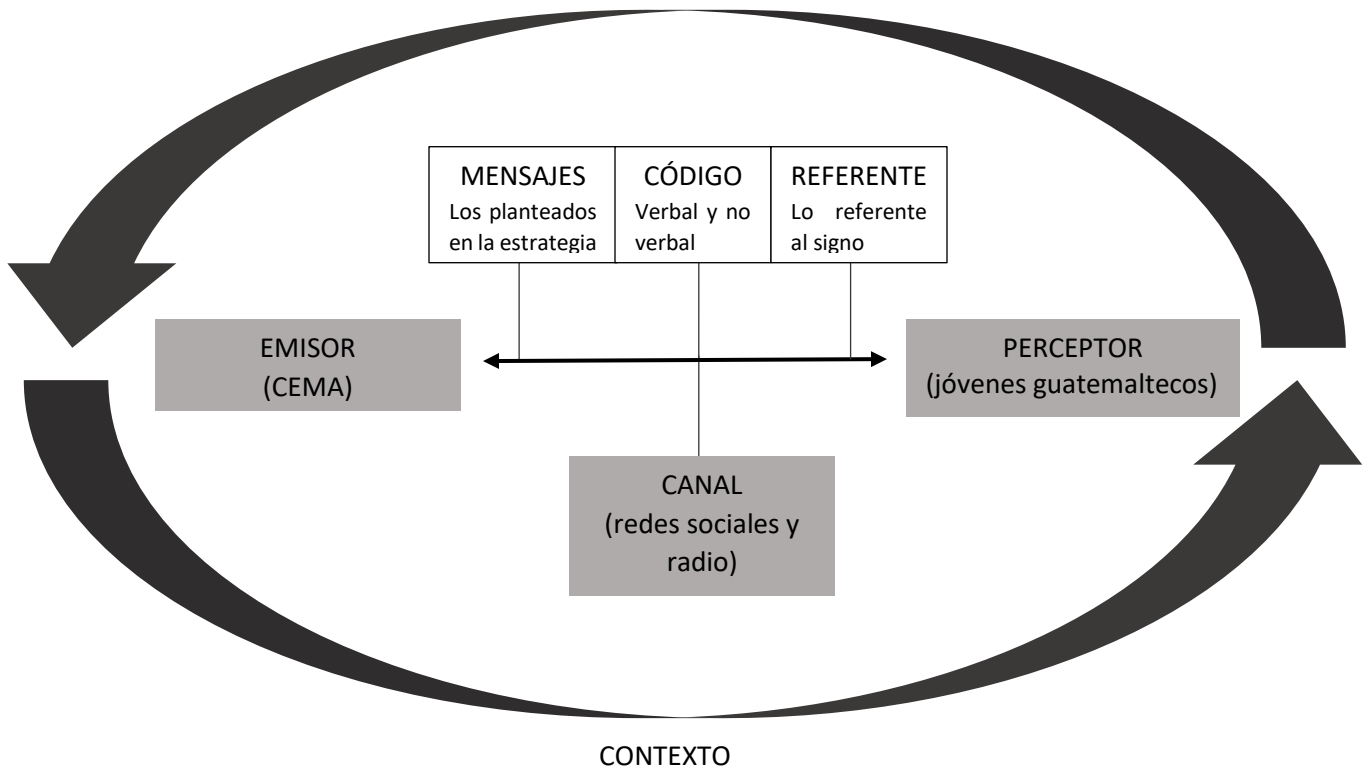 MENSAJES
Los planteados
en la estrategia
CÓDIGO
Verbal y no
verbal
REFERENTE
Lo referente
al signo
EMISOR
(CEMA)
PERCEPTOR
(jóvenes guatemaltecos)
CANAL
(redes sociales y
radio)
CONTEXTO